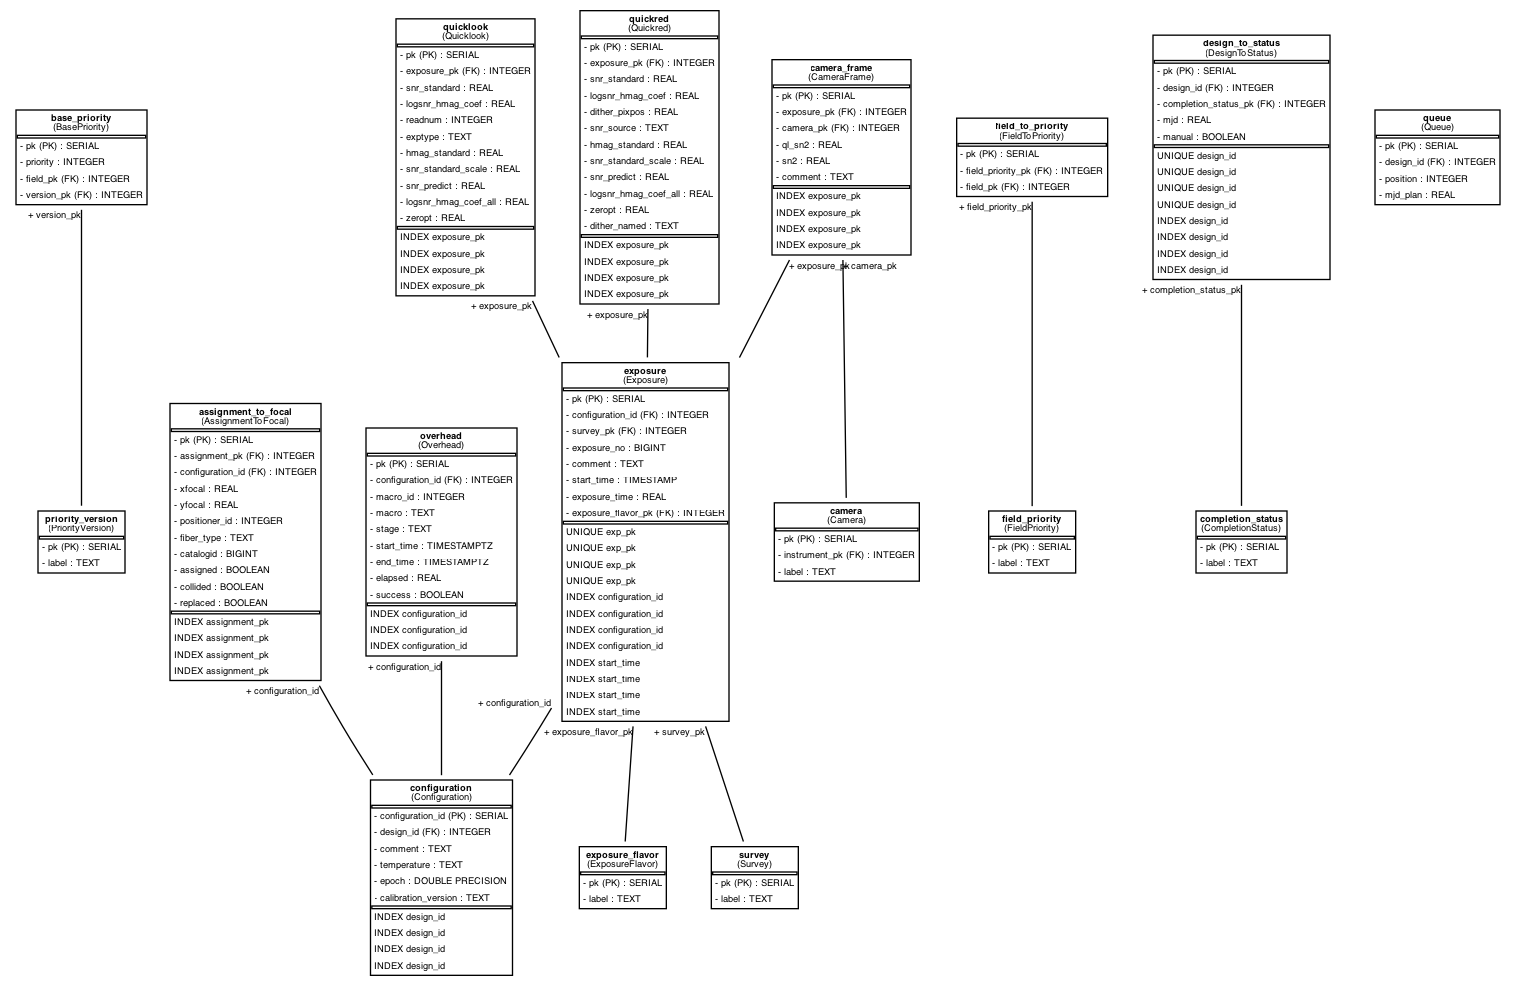 quicklook
(Quicklook)
- pk (PK) : SERIAL
- exposure_pk (FK) : INTEGER
- snr_standard : REAL
- logsnr_hmag_coef : REAL
- readnum : INTEGER
- exptype : TEXT
- hmag_standard : REAL
- snr_standard_scale : REAL
- snr_predict : REAL
- logsnr_hmag_coef_all : REAL
- zeropt : REAL
INDEX exposure_pk
INDEX exposure_pk
INDEX exposure_pk
INDEX exposure_pk
+ exposure_pk
quickred
(Quickred)
- pk (PK) : SERIAL
- exposure_pk (FK) : INTEGER
- snr_standard : REAL
- logsnr_hmag_coef : REAL
- dither_pixpos : REAL
- snr_source : TEXT
- hmag_standard : REAL
- snr_standard_scale : REAL
- snr_predict : REAL
- logsnr_hmag_coef_all : REAL
- zeropt : REAL
- dither_named : TEXT
INDEX exposure_pk
INDEX exposure_pk
INDEX exposure_pk
INDEX exposure_pk
+ exposure_pk
camera_frame
(CameraFrame)
- pk (PK) : SERIAL
- exposure_pk (FK) : INTEGER
- camera_pk (FK) : INTEGER
- ql_sn2 : REAL
- sn2 : REAL
- comment : TEXT
INDEX exposure_pk
INDEX exposure_pk
INDEX exposure_pk
INDEX exposure_pk
+ exposure_pk
+ camera_pk
design_to_status
(DesignToStatus)
- pk (PK) : SERIAL
- design_id (FK) : INTEGER
- completion_status_pk (FK) : INTEGER
- mjd : REAL
- manual : BOOLEAN
UNIQUE design_id
UNIQUE design_id
UNIQUE design_id
UNIQUE design_id
INDEX design_id
INDEX design_id
INDEX design_id
INDEX design_id
+ completion_status_pk
base_priority
(BasePriority)
- pk (PK) : SERIAL
- priority : INTEGER
- field_pk (FK) : INTEGER
- version_pk (FK) : INTEGER
+ version_pk
field_to_priority
(FieldToPriority)
- pk (PK) : SERIAL
- field_priority_pk (FK) : INTEGER
- field_pk (FK) : INTEGER
+ field_priority_pk
queue
(Queue)
- pk (PK) : SERIAL
- design_id (FK) : INTEGER
- position : INTEGER
- mjd_plan : REAL
exposure
(Exposure)
- pk (PK) : SERIAL
- configuration_id (FK) : INTEGER
- survey_pk (FK) : INTEGER
- exposure_no : BIGINT
- comment : TEXT
- start_time : TIMESTAMP
- exposure_time : REAL
- exposure_flavor_pk (FK) : INTEGER
UNIQUE exp_pk
UNIQUE exp_pk
UNIQUE exp_pk
UNIQUE exp_pk
INDEX configuration_id
INDEX configuration_id
INDEX configuration_id
INDEX configuration_id
INDEX start_time
INDEX start_time
INDEX start_time
INDEX start_time
+ configuration_id
+ exposure_flavor_pk
+ survey_pk
assignment_to_focal
(AssignmentToFocal)
- pk (PK) : SERIAL
- assignment_pk (FK) : INTEGER
- configuration_id (FK) : INTEGER
- xfocal : REAL
- yfocal : REAL
- positioner_id : INTEGER
- fiber_type : TEXT
- catalogid : BIGINT
- assigned : BOOLEAN
- collided : BOOLEAN
- replaced : BOOLEAN
INDEX assignment_pk
INDEX assignment_pk
INDEX assignment_pk
INDEX assignment_pk
+ configuration_id
overhead
(Overhead)
- pk (PK) : SERIAL
- configuration_id (FK) : INTEGER
- macro_id : INTEGER
- macro : TEXT
- stage : TEXT
- start_time : TIMESTAMPTZ
- end_time : TIMESTAMPTZ
- elapsed : REAL
- success : BOOLEAN
INDEX configuration_id
INDEX configuration_id
INDEX configuration_id
+ configuration_id
priority_version
(PriorityVersion)
- pk (PK) : SERIAL
- label : TEXT
camera
(Camera)
- pk (PK) : SERIAL
- instrument_pk (FK) : INTEGER
- label : TEXT
field_priority
(FieldPriority)
- pk (PK) : SERIAL
- label : TEXT
completion_status
(CompletionStatus)
- pk (PK) : SERIAL
- label : TEXT
configuration
(Configuration)
- configuration_id (PK) : SERIAL
- design_id (FK) : INTEGER
- comment : TEXT
- temperature : TEXT
- epoch : DOUBLE PRECISION
- calibration_version : TEXT
INDEX design_id
INDEX design_id
INDEX design_id
INDEX design_id
exposure_flavor
(ExposureFlavor)
- pk (PK) : SERIAL
- label : TEXT
survey
(Survey)
- pk (PK) : SERIAL
- label : TEXT